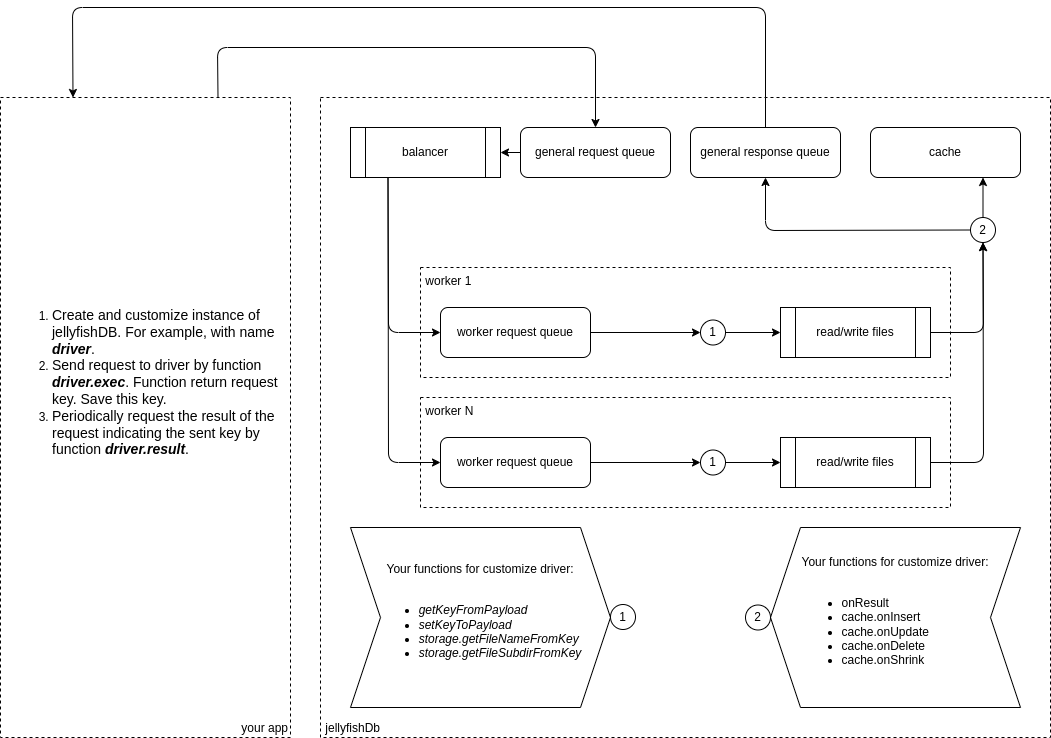 balancer
general request queue
general response queue
cache
2
worker 1
worker request queue
1
read/write files
worker N
worker request queue
1
read/write files
1. Create and customize instance of
jellyfishDB. For example, with name
driver.
2. Send request to driver by function
driver.exec. Function return request
key. Save this key.
3. Periodically request the result of the
request indicating the sent key by
function driver.result.
Your functions for customize driver:
• getKeyFromPayload
• setKeyToPayload
• storage.getFileNameFromKey
• storage.getFileSubdirFromKey
1
2
Your functions for customize driver:
• onResult
• cache.onInsert
• cache.onUpdate
• cache.onDelete
• cache.onShrink
your app
jellyfishDb